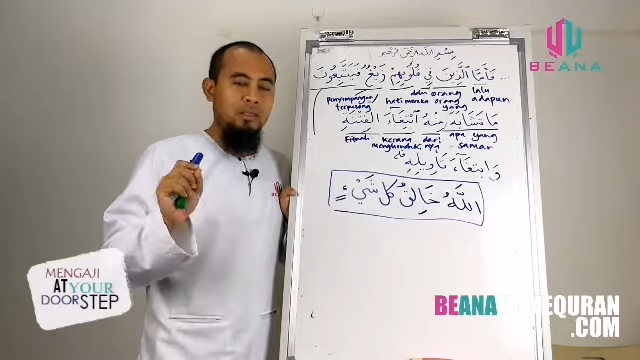 BEANA
بسم الله الرحمن الرحيم
... فَأَمَّا الَّذِينَ فِي قُلُوبِهِمْ زَيْغٌ فَيَتَّبِعُونَ
dalam orang lalu
penyimpangan/ hati mereka orang adapun
terpesong yang
مَا تَشَابَهَ مِنْهُ ابْتِغَاءَ الْفِتْنَةِ
fitnah kerana dari apa yang
menghendaki nya samar
وَابْتِغَاءَ تَأْوِيلِهِ
اللَّهُ خَالِقُ كُلِّ شَيْءٍ
MENGAJI
AT YOUR
DOORSTEP
BEANA
EQURAN
.COM